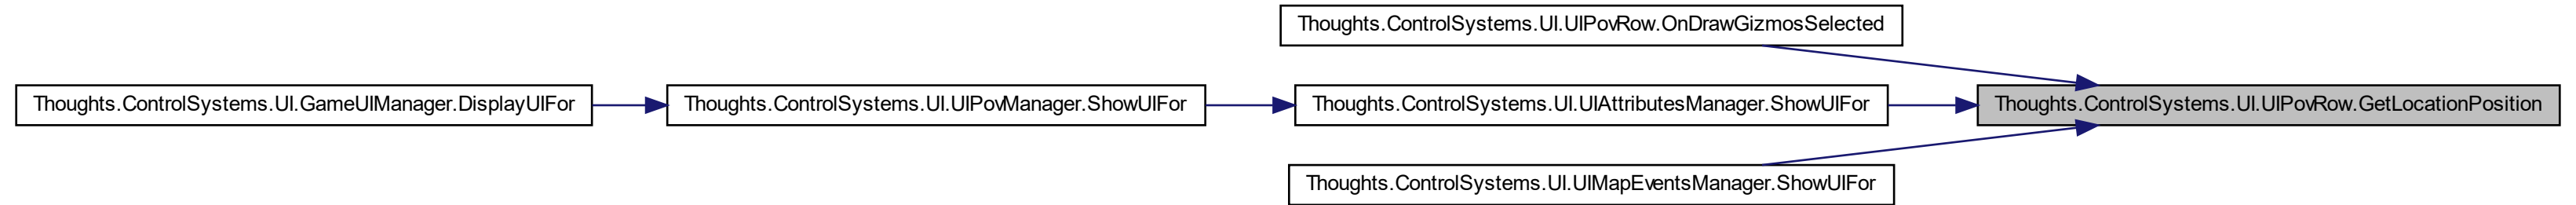 Thoughts.ControlSystems.UI.UIPovRow.OnDrawGizmosSelected
Thoughts.ControlSystems.UI.GameUIManager.DisplayUIFor
Thoughts.ControlSystems.UI.UIPovManager.ShowUIFor
Thoughts.ControlSystems.UI.UIAttributesManager.ShowUIFor
Thoughts.ControlSystems.UI.UIPovRow.GetLocationPosition
Thoughts.ControlSystems.UI.UIMapEventsManager.ShowUIFor